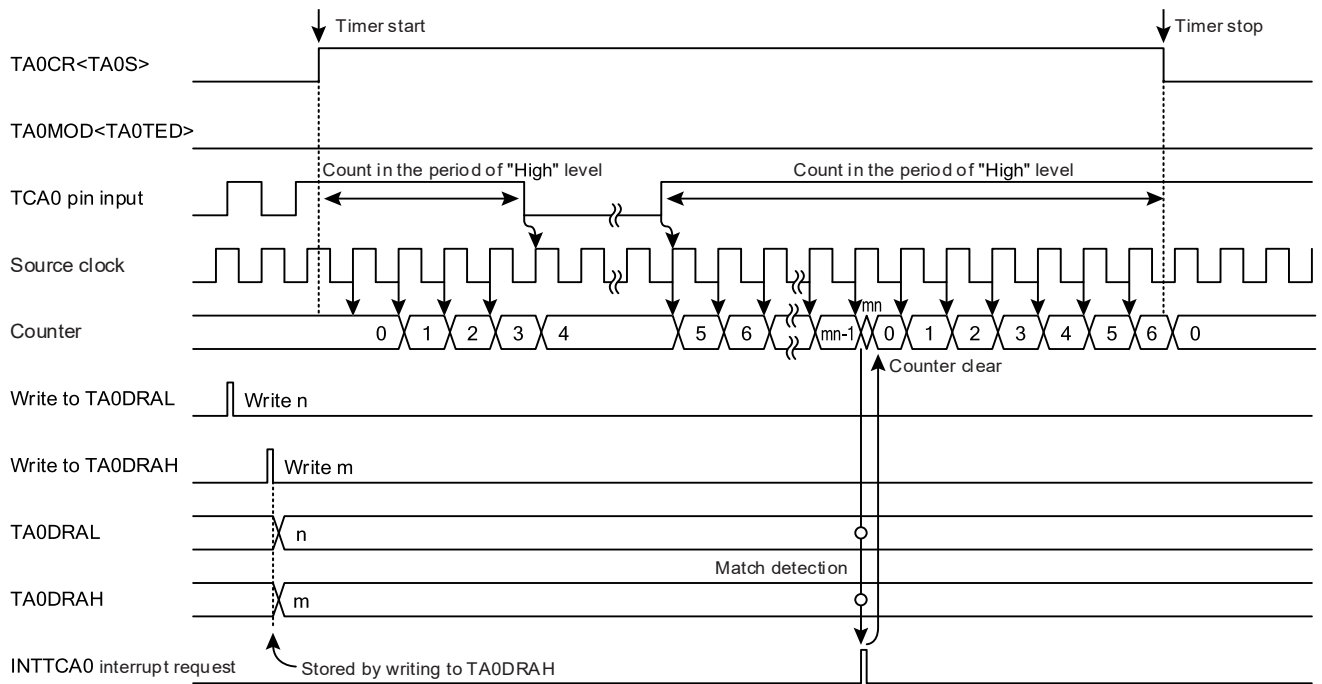 Timer start
Timer stop
TA0CR<TA0S>
TA0MOD<TA0TED>
Count in the period of "High" level
Count in the period of "High" level
TCA0 pin input
Source clock
mn
Counter
0 1 2 3 4 5 6 mn-1 0 1 2 3 4 5 6 0
Counter clear
Write to TA0DRAL
Write n
Write to TA0DRAH
Write m
TA0DRAL
n
Match detection
TA0DRAH
m
INTTCA0 interrupt request
Stored by writing to TA0DRAH